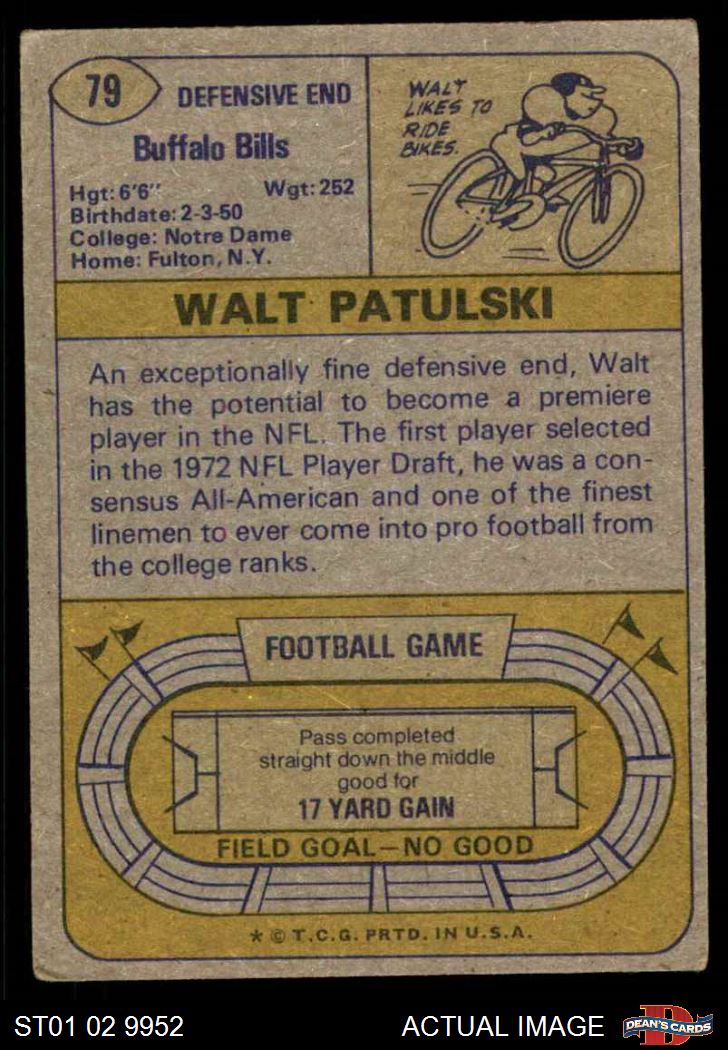 79
DEFENSIVE END
Buffalo Bills
Hgt: 6'6" Wgt: 252
Birthdate: 2-3-50
College: Notre Dame
Home: Fulton, N.Y.
WALT
LIKES TO
RIDE
BIKES.
WALT PATULSKI
An exceptionally fine defensive end, Walt
has the potential to become a premiere
player in the NFL. The first player selected
in the 1972 NFL Player Draft, he was a con-
sensus All-American and one of the finest
linemen to ever come into pro football from
the college ranks.
FOOTBALL GAME
Pass completed
straight down the middle
good for
17 YARD GAIN
FIELD GOAL—NO GOOD
* © T.C.G. PRTD. IN U.S.A.
ST01 02 9952
ACTUAL IMAGE
D
DEAN'S CARDS